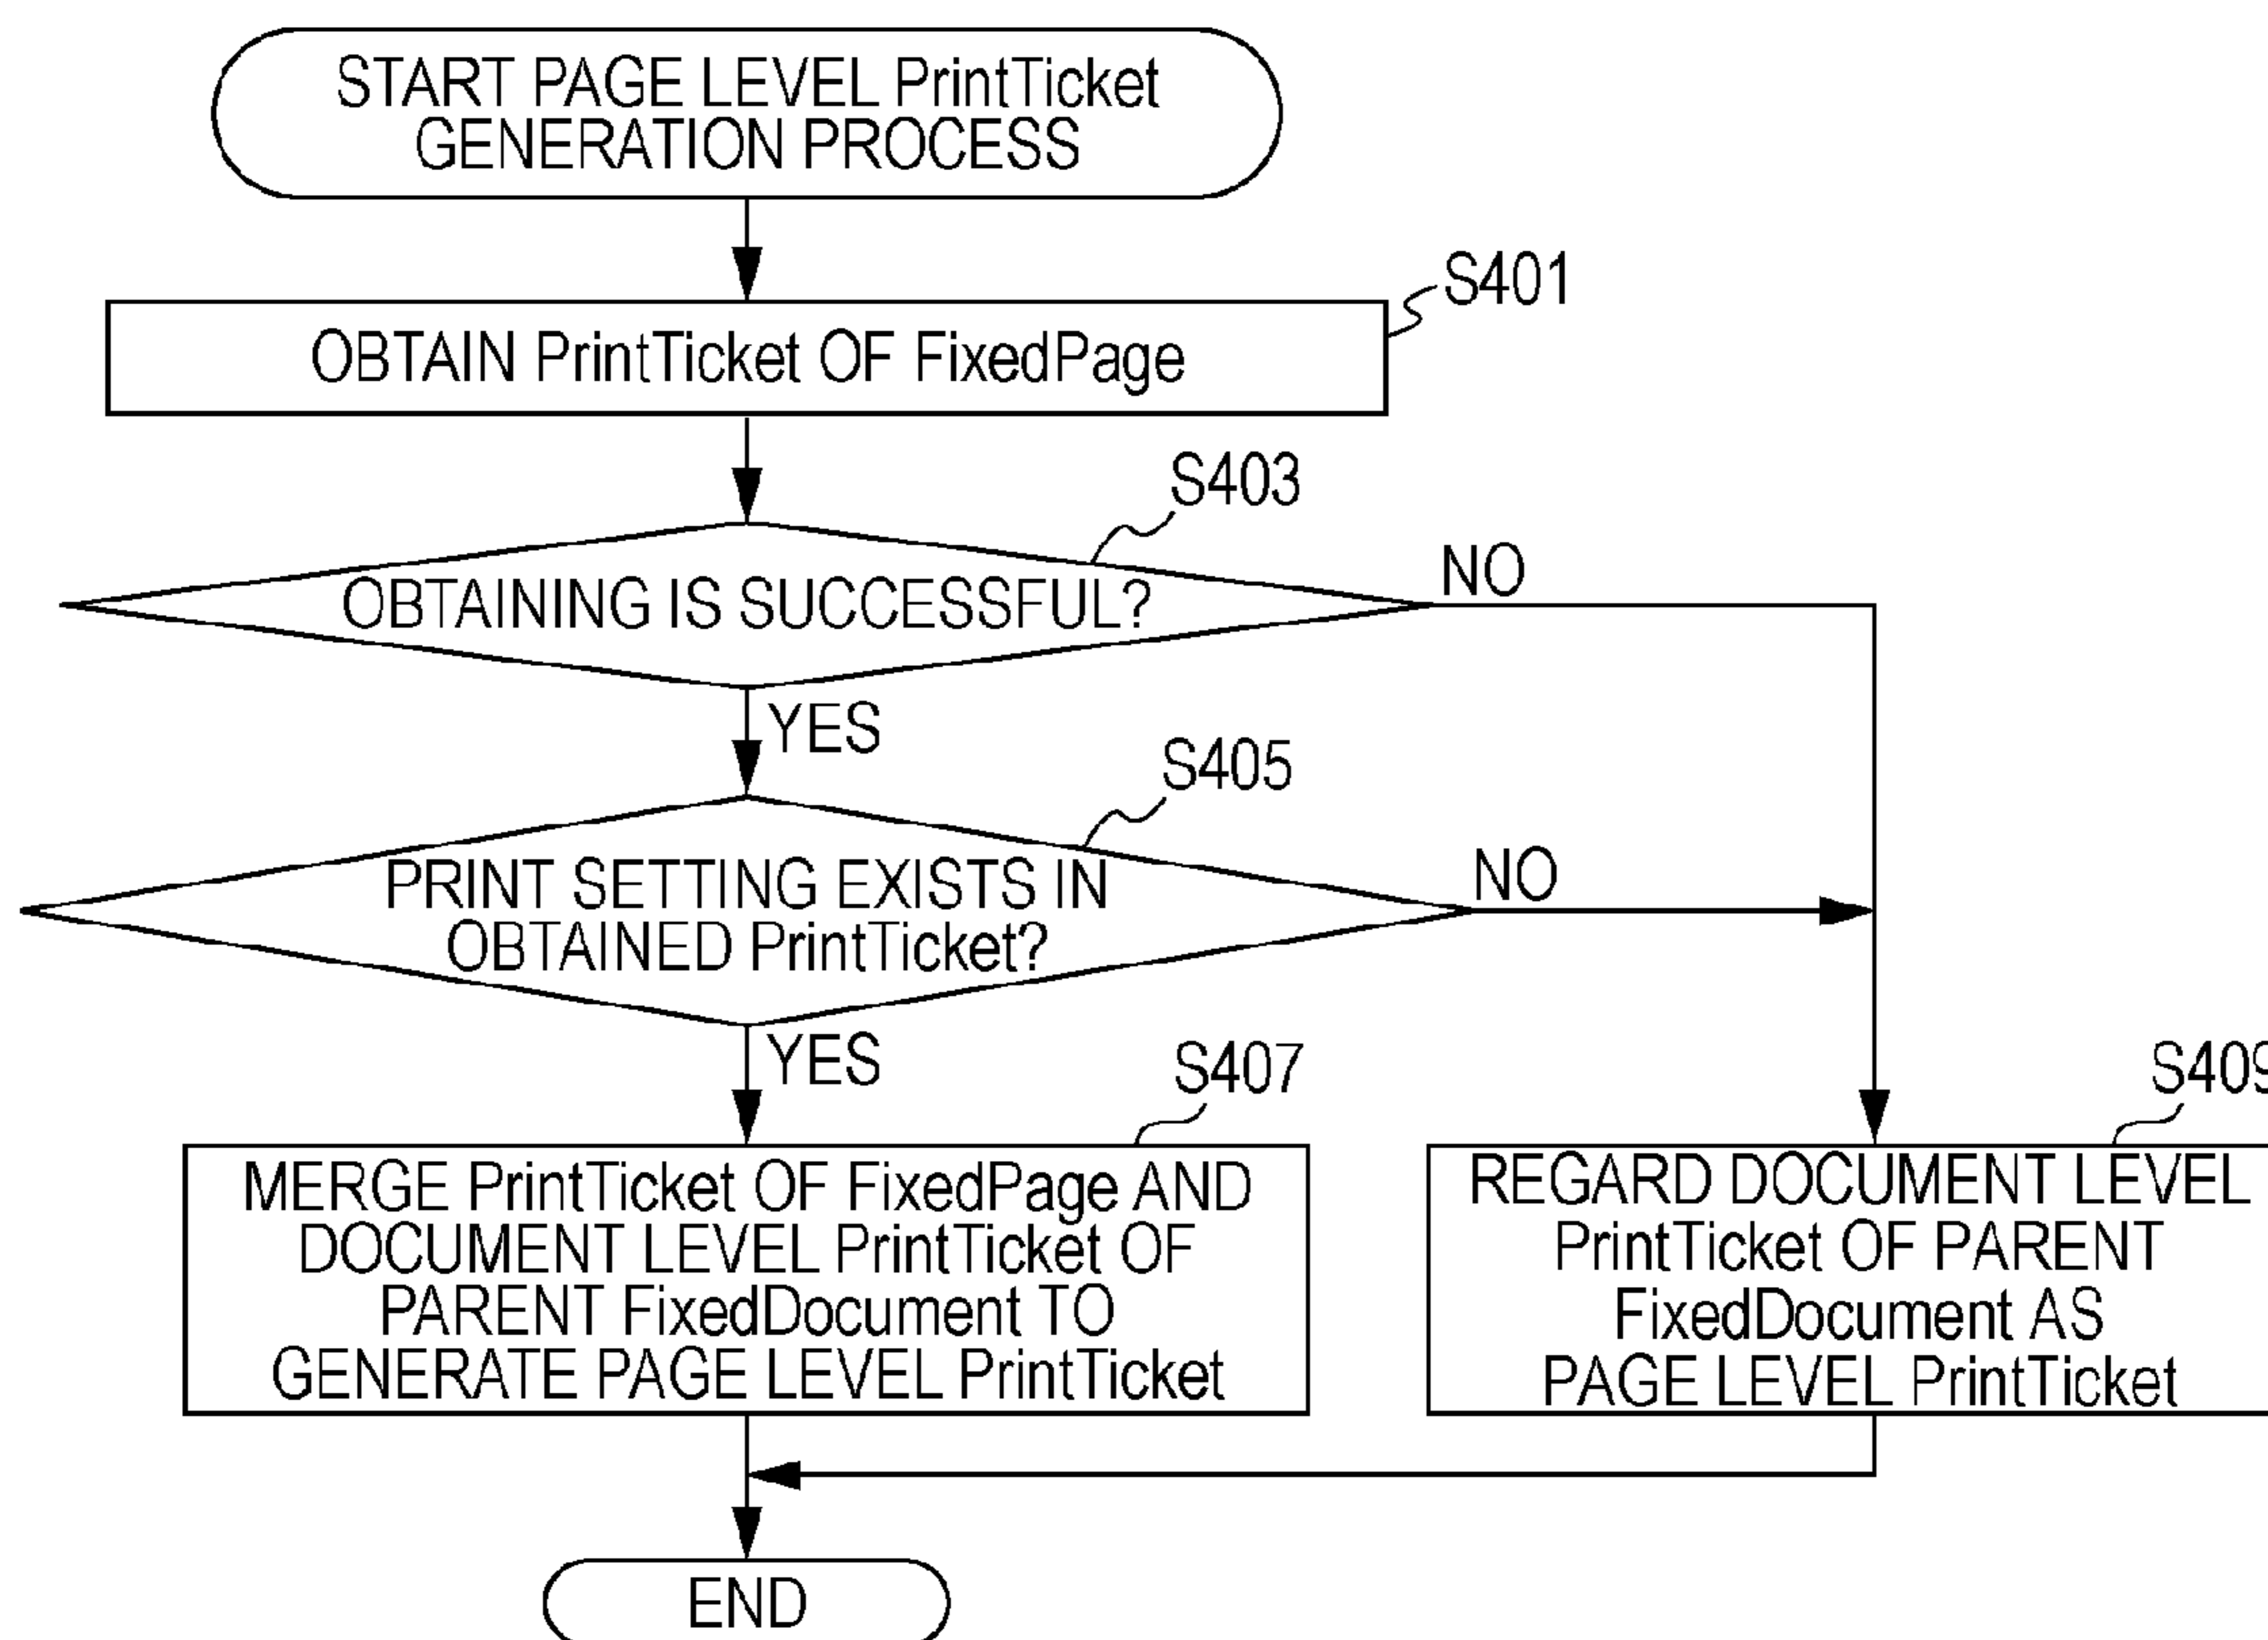 START PAGE LEVEL PrintTicket
GENERATION PROCESS
S401
OBTAIN PrintTicket OF FixedPage
S403
OBTAINING IS SUCCESSFUL?
NO
YES
S405
PRINT SETTING EXISTS IN
OBTAINED PrintTicket?
NO
YES
S407
MERGE PrintTicket OF FixedPage AND
DOCUMENT LEVEL PrintTicket OF
PARENT FixedDocument TO
GENERATE PAGE LEVEL PrintTicket
S409
REGARD DOCUMENT LEVEL
PrintTicket OF PARENT
FixedDocument AS
PAGE LEVEL PrintTicket
END